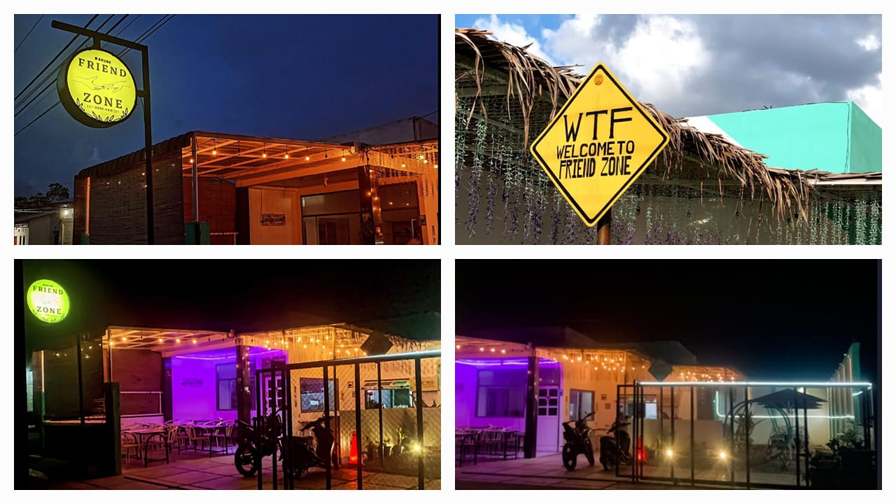 FRIEND
ZONE
WTF
WELCOME TO
FRIEND ZONE
FRIEND
ZONE